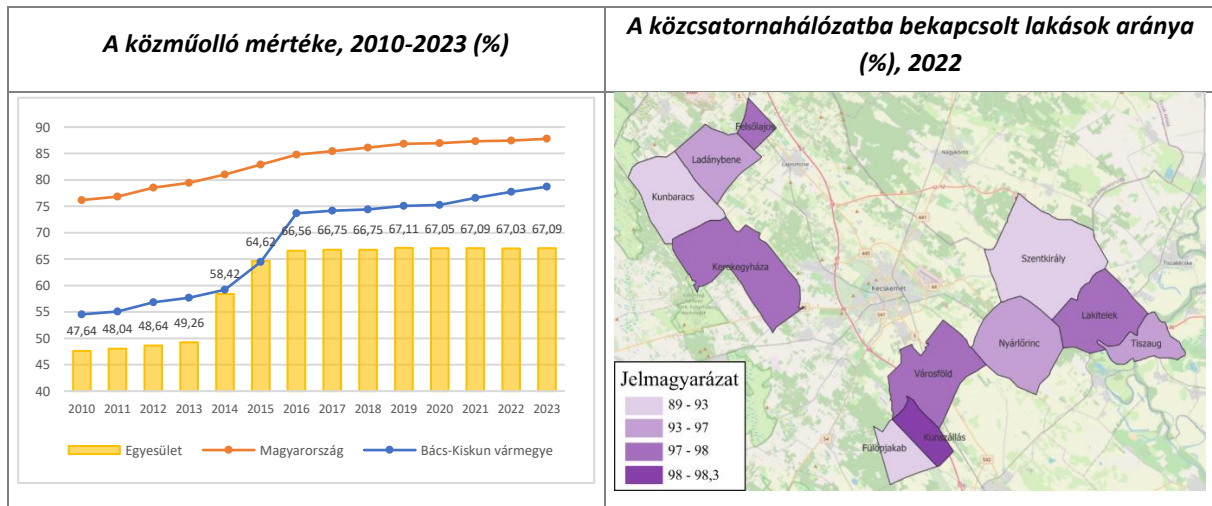 A közműolló mértéke, 2010-2023 (%)
A közcsatornahálózatba bekapcsolt lakások aránya
(%), 2022
90
85
80
75
70
65
60
55
50
45
40
47,64
48,04
48,64
49,26
58,42
64,62
66,56
66,75
66,75
67,11
67,05
67,09
67,03
67,09
2010 2011 2012 2013 2014 2015 2016 2017 2018 2019 2020 2021 2022 2023
Egyesület
Magyarország
Bács-Kiskun vármegye
Felsőlajos
Ladánybene
Lajosmizse
Kunbaracs
Nagykőrös
Kerekegyháza
Szentkirály
Tiszakécske
Kecskemét
Lakitelek
Nyárlőrinc
Tiszaug
Városföld
Kunszállás
Fülöpjakab
Jelmagyarázat
89 - 93
93 - 97
97 - 98
98 - 98,3